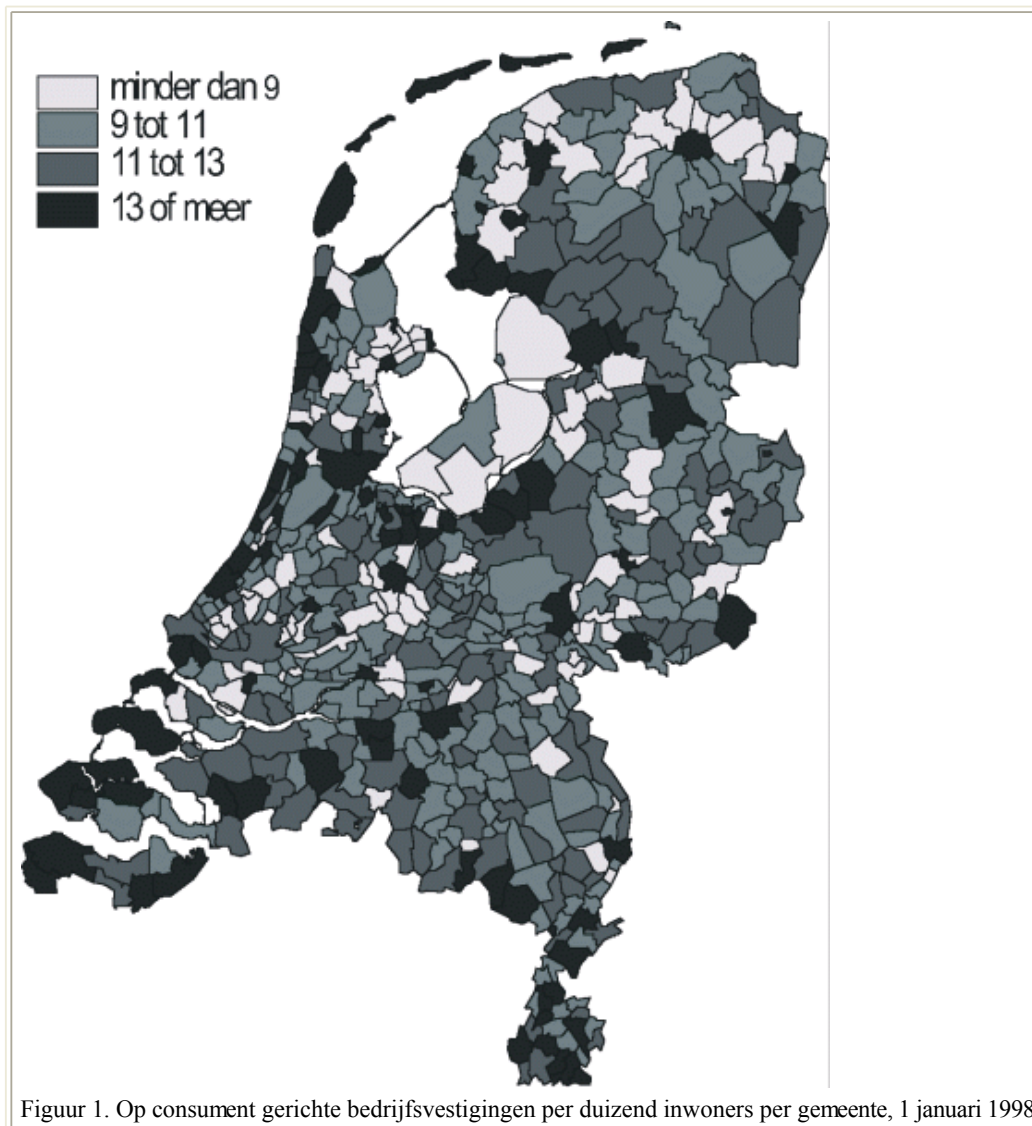 minder dan 9
9 tot 11
11 tot 13
13 of meer
Figuur 1. Op consument gerichte bedrijfsvestigingen per duizend inwoners per gemeente, 1 januari 1998